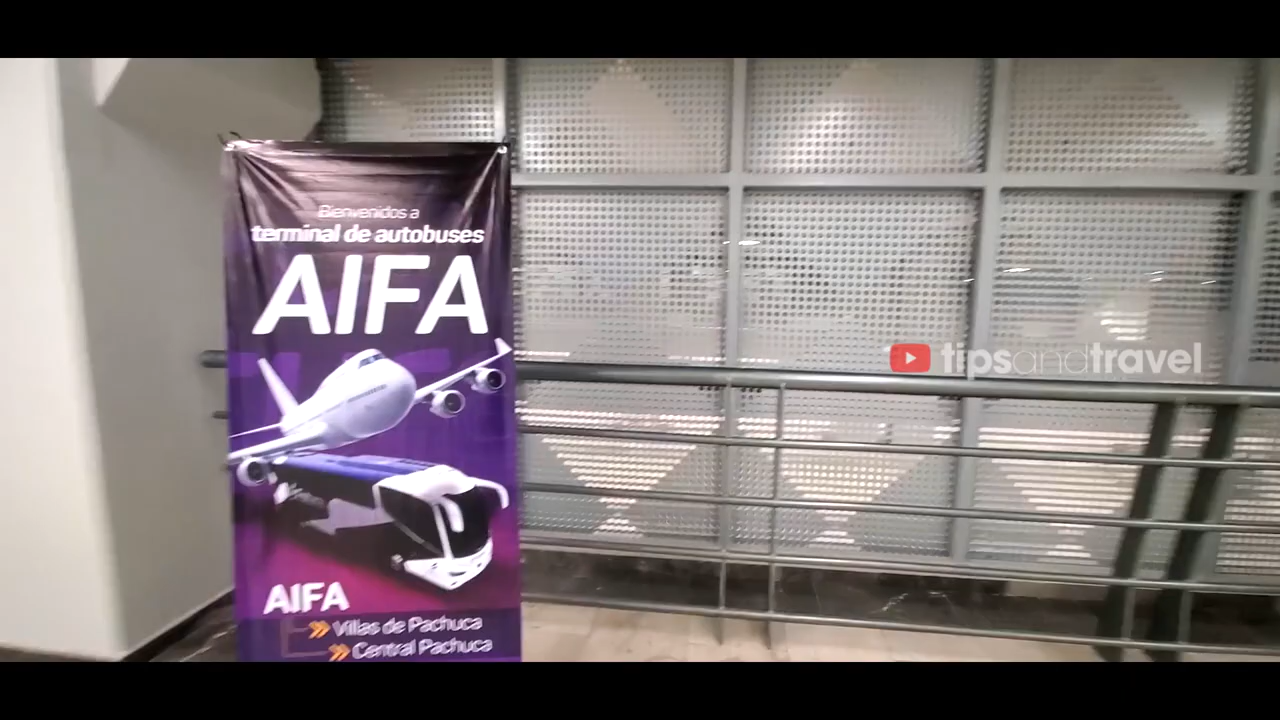 Bienvenidos a
terminal de autobuses
AIFA
tipsandtravel
AIFA
Villas de Pachuca
Central Pachuca